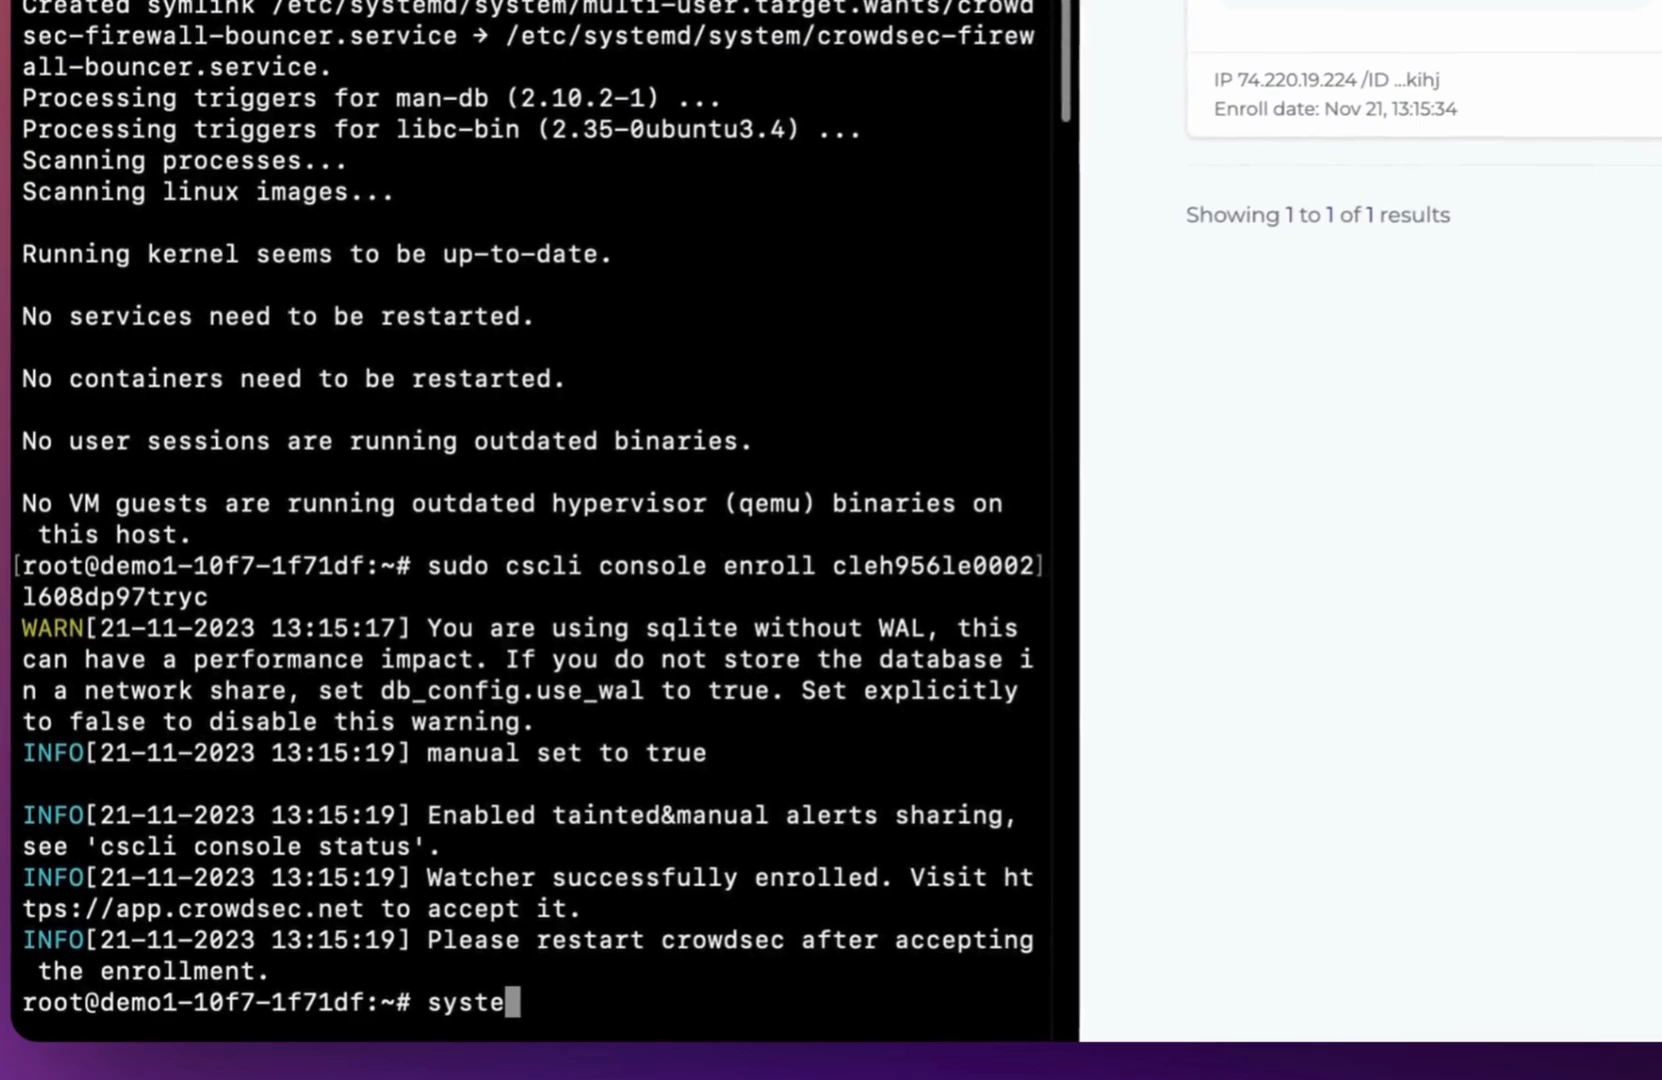 Created symlink /etc/systemd/system/multi-user.target.wants/crowd
sec-firewall-bouncer.service → /etc/systemd/system/crowdsec-firew
all-bouncer.service.
Processing triggers for man-db (2.10.2-1) ...
Processing triggers for libc-bin (2.35-0ubuntu3.4) ...
Scanning processes...
Scanning linux images...
Running kernel seems to be up-to-date.
No services need to be restarted.
No containers need to be restarted.
No user sessions are running outdated binaries.
No VM guests are running outdated hypervisor (qemu) binaries on
this host.
[root@demo1-10f7-1f71df:~# sudo cscli console enroll cleh956le0002]
l608dp97tryc
WARN[21-11-2023 13:15:17] You are using sqlite without WAL, this
can have a performance impact. If you do not store the database i
n a network share, set db_config.use_wal to true. Set explicitly
to false to disable this warning.
INFO[21-11-2023 13:15:19] manual set to true
INFO[21-11-2023 13:15:19] Enabled tainted&manual alerts sharing,
see 'cscli console status'.
INFO[21-11-2023 13:15:19] Watcher successfully enrolled. Visit ht
tps://app.crowdsec.net to accept it.
INFO[21-11-2023 13:15:19] Please restart crowdsec after accepting
the enrollment.
root@demo1-10f7-1f71df:~# syste
IP 74.220.19.224 /ID ...kihj
Enroll date: Nov 21, 13:15:34
Showing 1 to 1 of 1 results